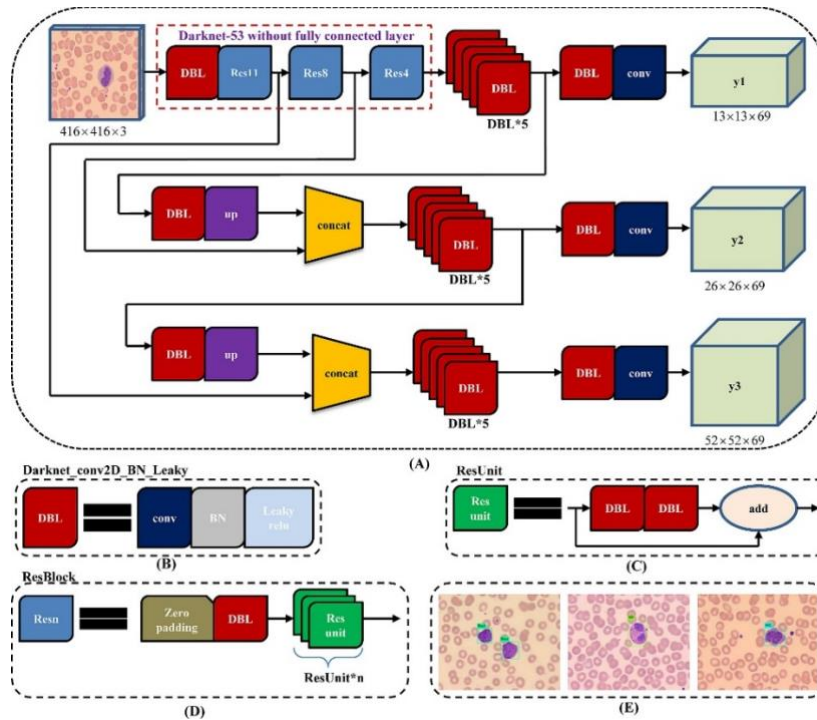 Darknet-53 without fully connected layer
DBL
Res11
Res8
Res4
DBL
DBL
conv
y1
416×416×3
DBL*5
13×13×69
DBL
up
concat
DBL
DBL
conv
y2
DBL*5
26×26×69
DBL
up
concat
DBL
DBL
conv
y3
DBL*5
52×52×69
(A)
Darknet_conv2D_BN_Leaky
DBL
conv
BN
Leaky
relu
(B)
ResUnit
Res
unit
DBL
DBL
add
(C)
ResBlock
Resn
Zero
padding
DBL
Res
unit
ResUnit*n
(D)
(E)